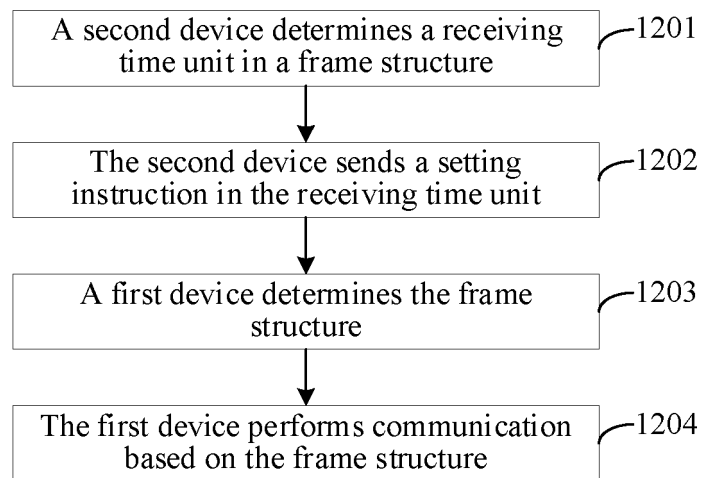 A second device determines a receiving
time unit in a frame structure
1201
The second device sends a setting
instruction in the receiving time unit
1202
A first device determines the frame
structure
1203
The first device performs communication
based on the frame structure
1204